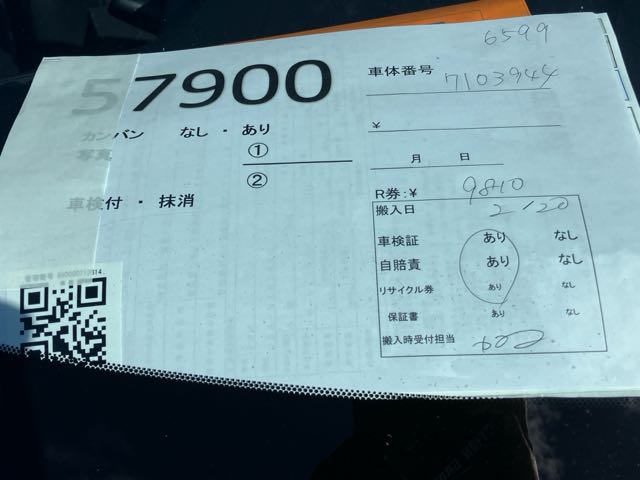 6599
57900
車体番号 7103944
カンバン なし ・ あり
¥
写真
①
②
月 日
R券:¥ 9810
車検付 ・ 抹消
搬入日 2/20
車検証 あり なし
自賠責 あり なし
リサイクル券 あり なし
保証書 あり なし
搬入時受付担当